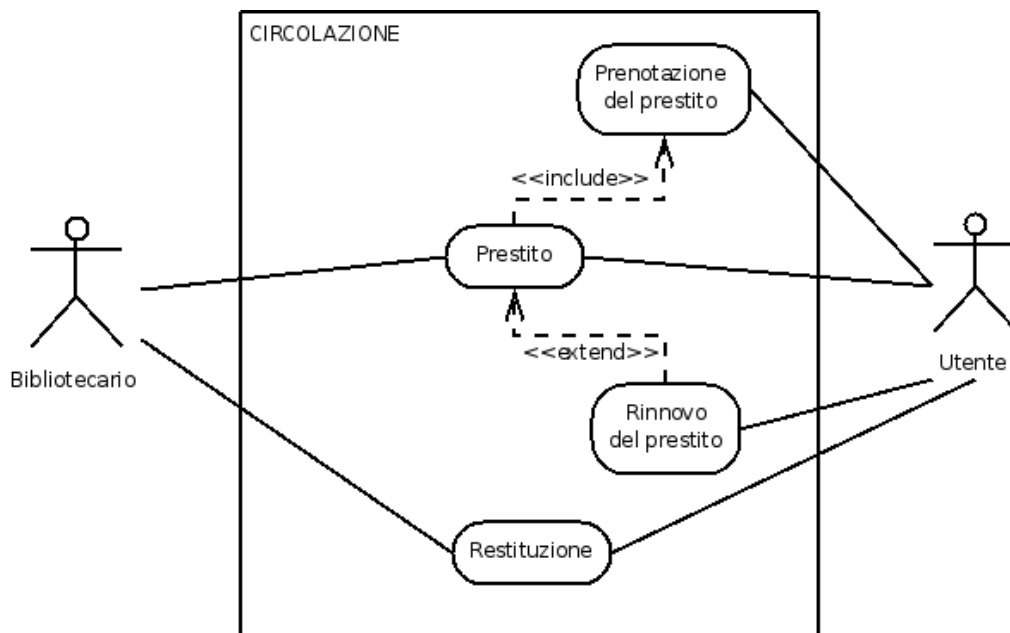 CIRCOLAZIONE
Prenotazione
del prestito
<<include>>
Prestito
<<extend>>
Bibliotecario
Utente
Rinnovo
del prestito
Restituzione